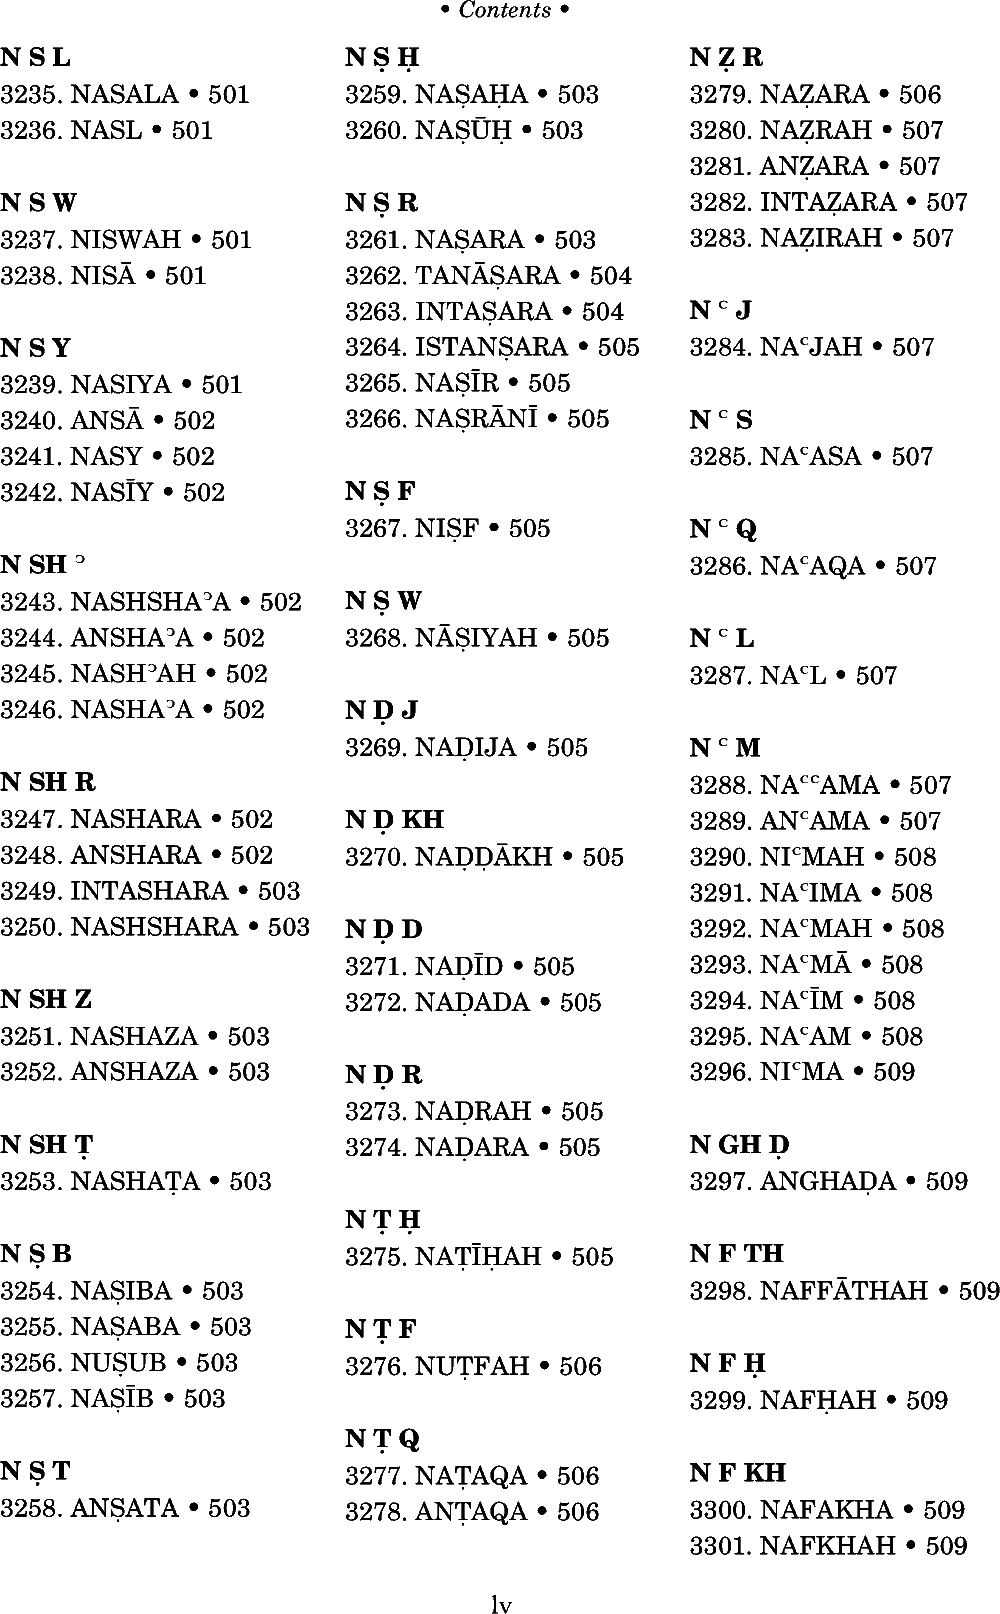 • Contents •
N S L
3235. NASALA • 501
3236. NASL • 501
N S W
3237. NISWAH • 501
3238. NISĀ • 501
N S Y
3239. NASIYA • 501
3240. ANSĀ • 502
3241. NASY • 502
3242. NASĪY • 502
N SH ᵓ
3243. NASHSHAᵓA • 502
3244. ANSHAᵓA • 502
3245. NASHᵓAH • 502
3246. NASHAᵓA • 502
N SH R
3247. NASHARA • 502
3248. ANSHARA • 502
3249. INTASHARA • 503
3250. NASHSHARA • 503
N SH Z
3251. NASHAZA • 503
3252. ANSHAZA • 503
N SH Ṭ
3253. NASHAṬA • 503
N Ṣ B
3254. NAṢIBA • 503
3255. NAṢABA • 503
3256. NUṢUB • 503
3257. NAṢĪB • 503
N Ṣ T
3258. ANṢATA • 503
N Ṣ Ḥ
3259. NAṢAḤA • 503
3260. NAṢŪḤ • 503
N Ṣ R
3261. NAṢARA • 503
3262. TANĀṢARA • 504
3263. INTAṢARA • 504
3264. ISTANṢARA • 505
3265. NAṢĪR • 505
3266. NAṢRĀNĪ • 505
N Ṣ F
3267. NIṢF • 505
N Ṣ W
3268. NĀṢIYAH • 505
N Ḍ J
3269. NAḌIJA • 505
N Ḍ KH
3270. NAḌḌĀKH • 505
N Ḍ D
3271. NAḌĪD • 505
3272. NAḌADA • 505
N Ḍ R
3273. NAḌRAH • 505
3274. NAḌARA • 505
N Ṭ Ḥ
3275. NAṬĪḤAH • 505
N Ṭ F
3276. NUṬFAH • 506
N Ṭ Q
3277. NAṬAQA • 506
3278. ANṬAQA • 506
N Ẓ R
3279. NAẒARA • 506
3280. NAẒRAH • 507
3281. ANẒARA • 507
3282. INTAẒARA • 507
3283. NAẒIRAH • 507
N ᶜ J
3284. NAᶜJAH • 507
N ᶜ S
3285. NAᶜASA • 507
N ᶜ Q
3286. NAᶜAQA • 507
N ᶜ L
3287. NAᶜL • 507
N ᶜ M
3288. NAᶜᶜAMA • 507
3289. ANᶜAMA • 507
3290. NIᶜMAH • 508
3291. NAᶜIMA • 508
3292. NAᶜMAH • 508
3293. NAᶜMĀ • 508
3294. NAᶜĪM • 508
3295. NAᶜAM • 508
3296. NIᶜMA • 509
N GH Ḍ
3297. ANGHAḌA • 509
N F TH
3298. NAFFĀTHAH • 509
N F Ḥ
3299. NAFḤAH • 509
N F KH
3300. NAFAKHA • 509
3301. NAFKHAH • 509
lv